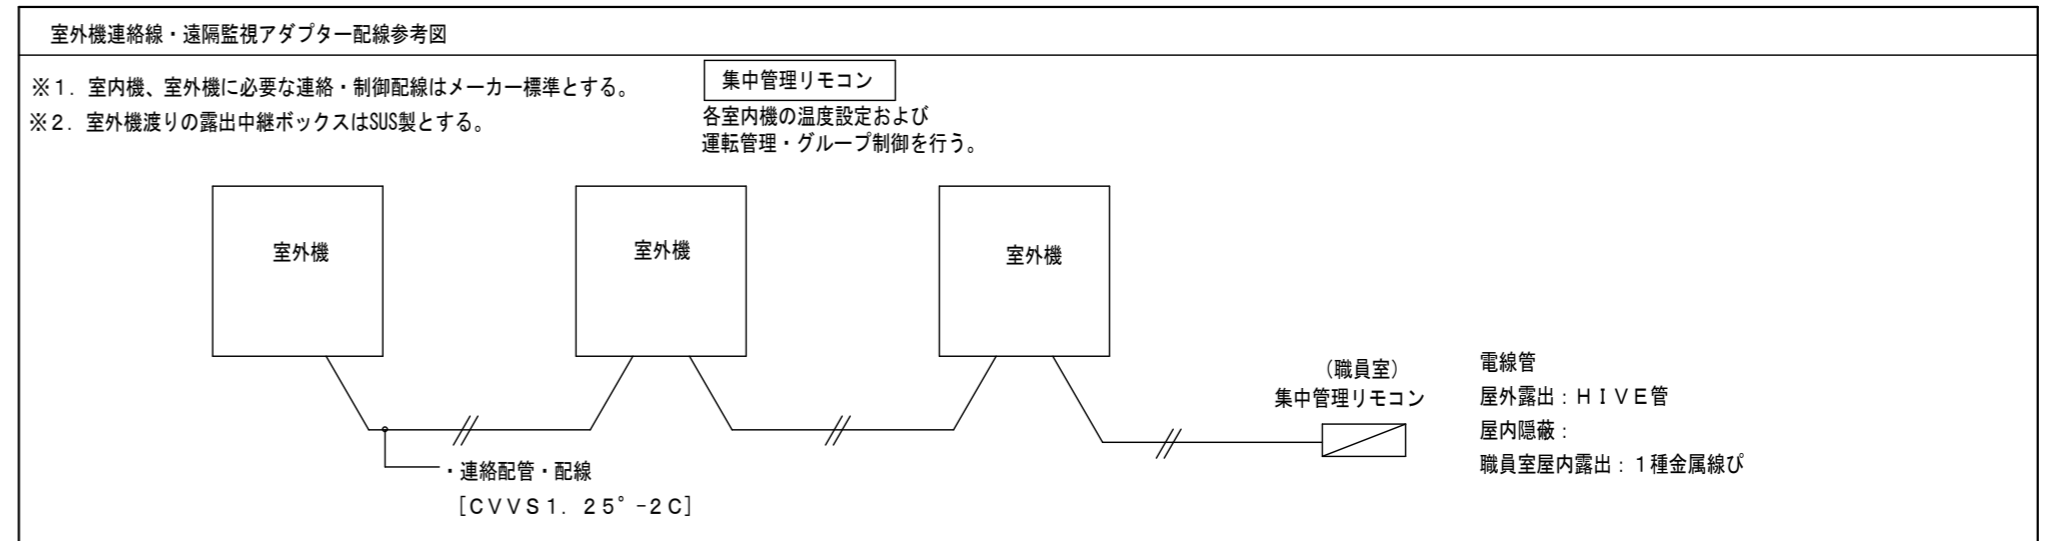 室外機連絡線・遠隔監視アダプター配線参考図
※１．室内機、室外機に必要な連絡・制御配線はメーカー標準とする。
※２．室外機渡りの露出中継ボックスはSUS製とする。
集中管理リモコン
各室内機の温度設定および
運転管理・グループ制御を行う。
室外機
室外機
室外機
・連絡配管・配線
［ＣＶＶＳ１．２５゜－２Ｃ］
（職員室）
集中管理リモコン
電線管
屋外露出：ＨＩＶＥ管
屋内隠蔽：
職員室屋内露出：１種金属線ぴ